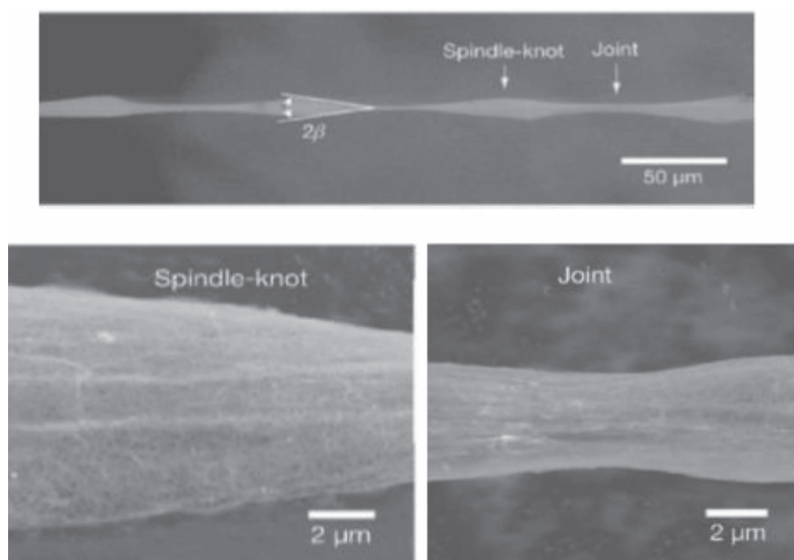 Spindle-knot Joint
2β
50 μm
Spindle-knot
2 μm
Joint
2 μm